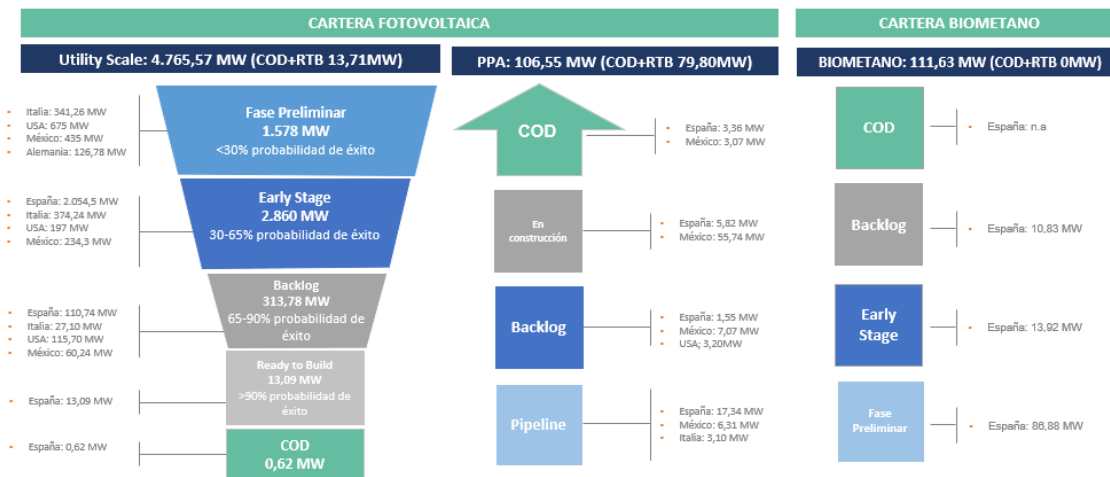 CARTERA FOTOVOLTAICA
CARTERA BIOMETANO
Utility Scale: 4.765,57 MW (COD+RTB 13,71MW)
PPA: 106,55 MW (COD+RTB 79,80MW)
BIOMETANO: 111,63 MW (COD+RTB 0MW)
Italia: 341,26 MW
USA: 675 MW
México: 435 MW
Alemania: 126,78 MW
Fase Preliminar
1.578 MW
<30% probabilidad de éxito
España: 2.054,5 MW
Italia: 374,24 MW
USA: 197 MW
México: 234,3 MW
Early Stage
2.860 MW
30-65% probabilidad de éxito
España: 110,74 MW
Italia: 27,10 MW
USA: 115,70 MW
México: 60,24 MW
Backlog
313,78 MW
65-90% probabilidad de
éxito
España: 13,09 MW
Ready to Build
13,09 MW
>90% probabilidad de
éxito
España: 0,62 MW
COD
0,62 MW
COD
España: 3,36 MW
México: 3,07 MW
En
construcción
España: 5,82 MW
México: 55,74 MW
Backlog
España: 1,55 MW
México: 7,07 MW
USA; 3,20MW
Pipeline
España: 17,34 MW
México: 6,31 MW
Italia: 3,10 MW
COD
España: n.a
Backlog
España: 10,83 MW
Early
Stage
España: 13,92 MW
Fase
Preliminar
España: 86,88 MW